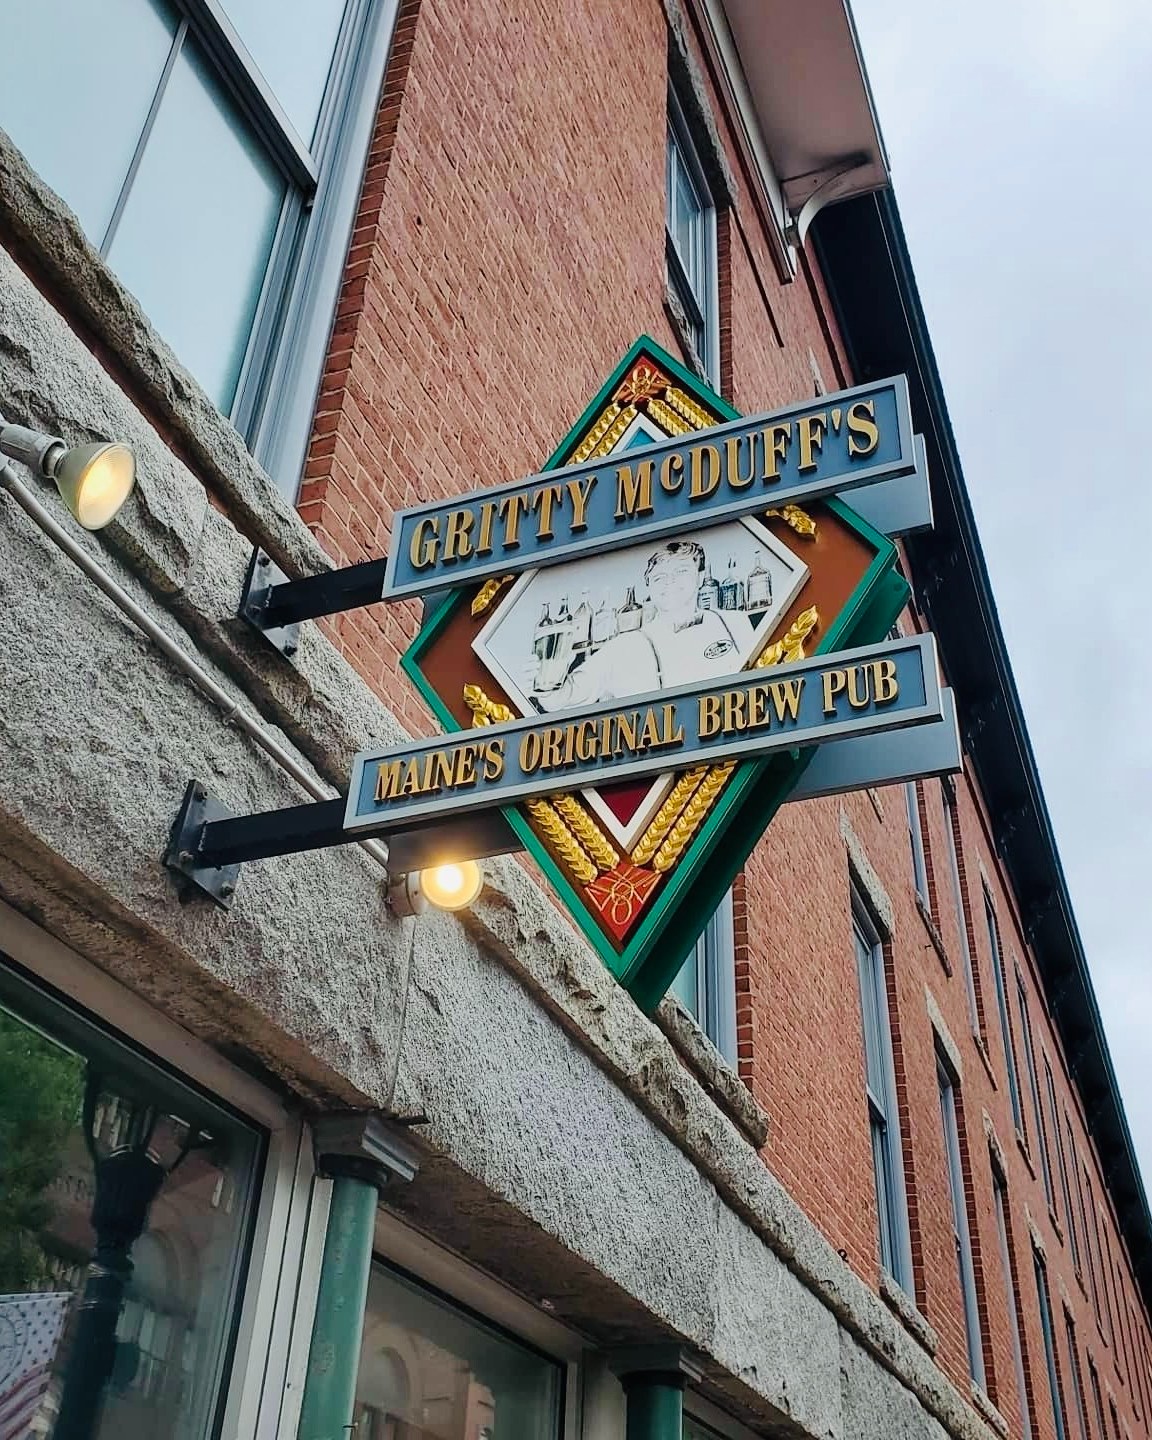 GRITTY McDUFF'S
MAINE'S ORIGINAL BREW PUB